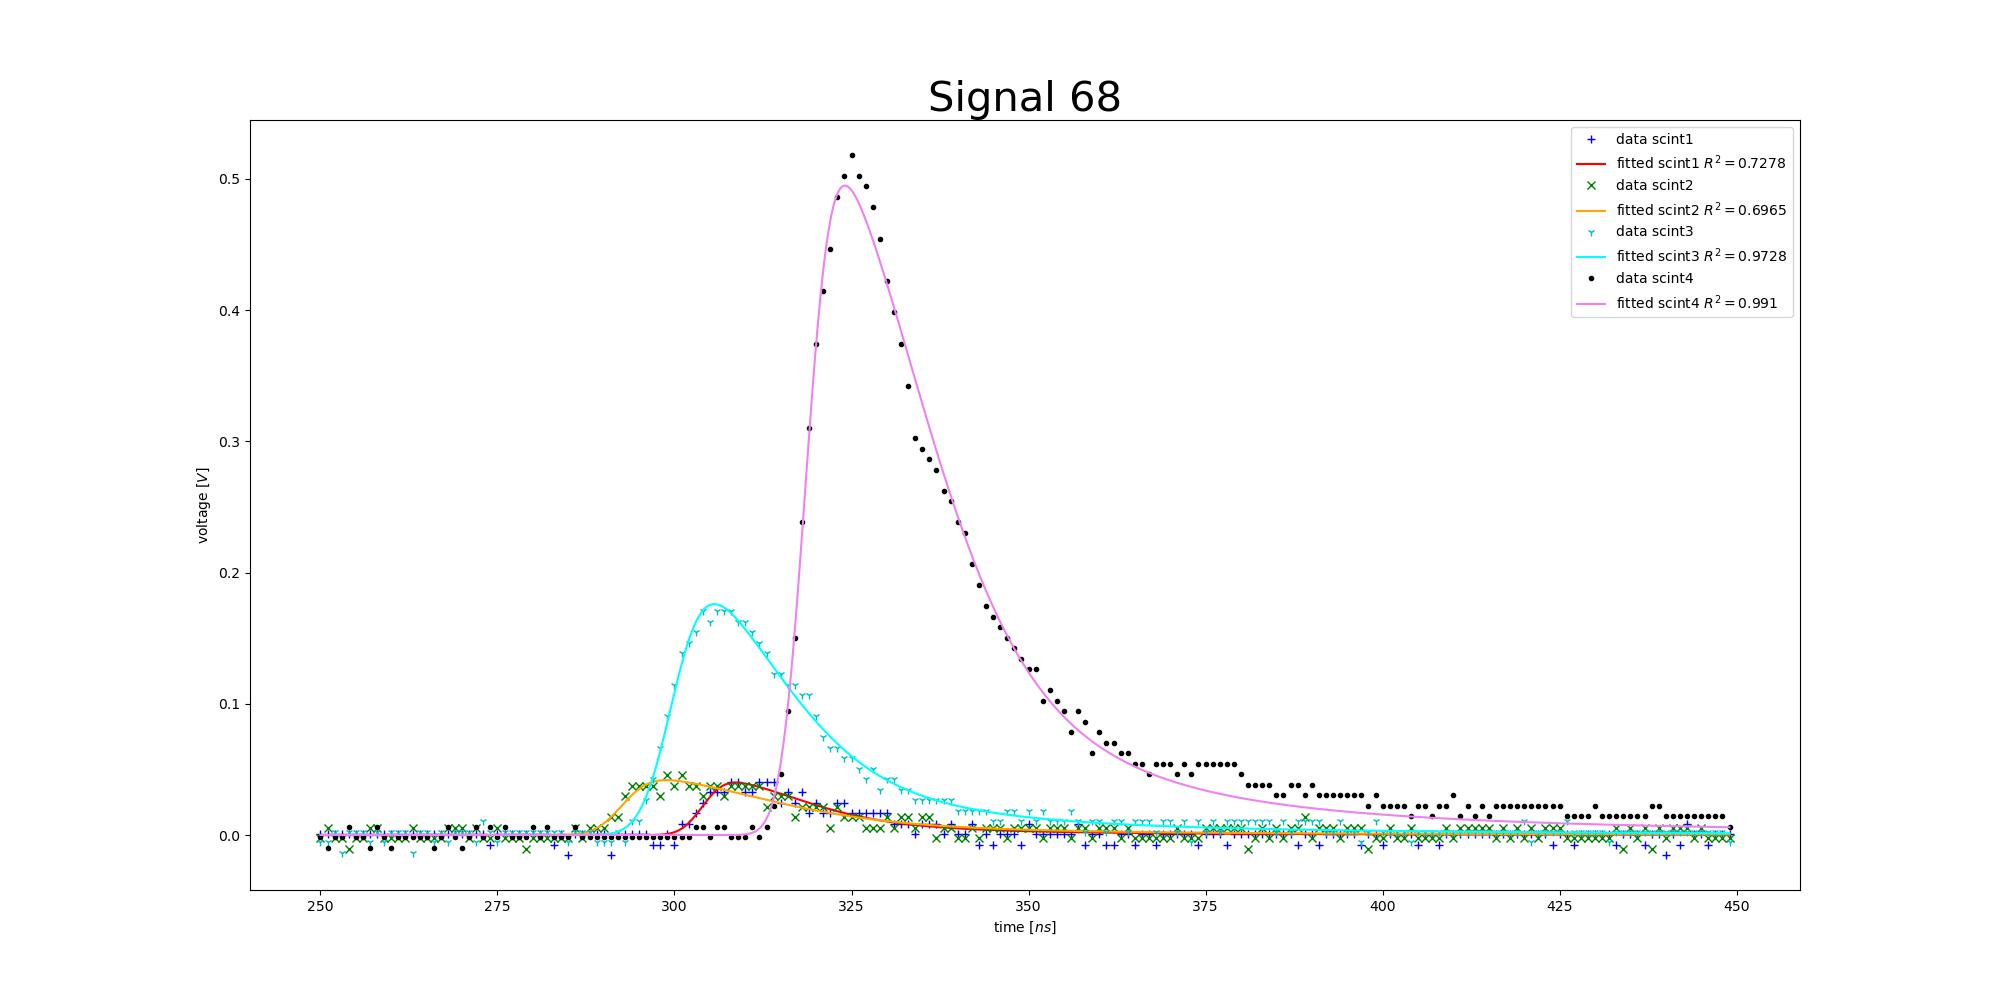 Signal 68
data scint1
fitted scint1 R² = 0.7278
data scint2
fitted scint2 R² = 0.6965
data scint3
fitted scint3 R² = 0.9728
data scint4
fitted scint4 R² = 0.991
voltage [V]
0.5
0.4
0.3
0.2
0.1
0.0
250 275 300 325 350 375 400 425 450
time [ns]